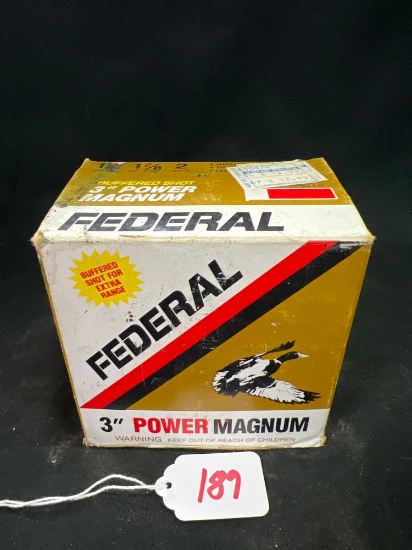 12 1⅞ 2
BUFFERED SHOT
3" POWER
MAGNUM
FEDERAL
BUFFERED
SHOT FOR
EXTRA
RANGE
FEDERAL
3" POWER MAGNUM
WARNING KEEP OUT OF REACH OF CHILDREN
189